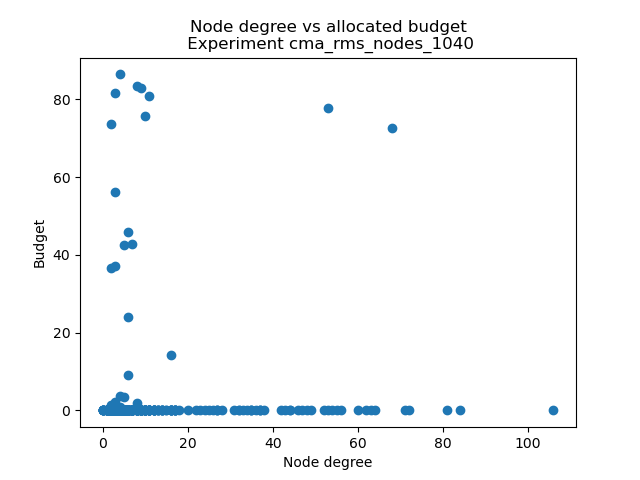 Node degree vs allocated budget
Experiment cma_rms_nodes_1040
80
60
40
20
0
Budget
0 20 40 60 80 100
Node degree